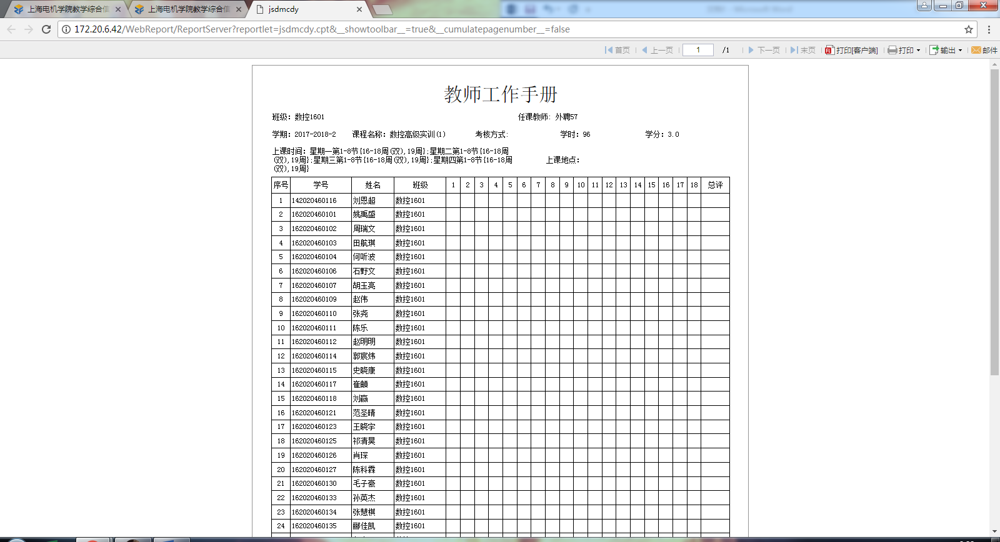 上海电机学院教学综合信
上海电机学院教学综合信
jsdmcdy
172.20.6.42/WebReport/ReportServer?reportlet=jsdmcdy.cpt&__showtoolbar__=true&__cumulatepagenumber__=false
首页 上一页 1 /1 下一页 末页 打印[客户端] 打印 输出 邮件
教师工作手册
班级：数控1601 任课教师：外聘57
学期：2017-2018-2 课程名称：数控高级实训(1) 考核方式： 学时：96 学分：3.0
上课时间：星期一第1-8节{16-18周(双),19周};星期二第1-8节{16-18周
(双),19周};星期三第1-8节{16-18周(双),19周};星期四第1-8节{16-18周 上课地点：
(双),19周}
序号 学号 姓名 班级 1 2 3 4 5 6 7 8 9 10 11 12 13 14 15 16 17 18 总评
1 142020460116 刘恩超 数控1601
2 162020460101 姚禹盛 数控1601
3 162020460102 周瑞文 数控1601
4 162020460103 田航琪 数控1601
5 162020460104 何听波 数控1601
6 162020460106 石野文 数控1601
7 162020460107 胡玉亮 数控1601
8 162020460109 赵伟 数控1601
9 162020460110 张尧 数控1601
10 162020460111 陈乐 数控1601
11 162020460112 赵明明 数控1601
12 162020460114 郭宸炜 数控1601
13 162020460115 史晓康 数控1601
14 162020460117 崔頔 数控1601
15 162020460118 刘赢 数控1601
16 162020460121 范圣晴 数控1601
17 162020460123 王晓宇 数控1601
18 162020460125 祁清昊 数控1601
19 162020460126 肖琛 数控1601
20 162020460127 陈科霖 数控1601
21 162020460130 毛子豪 数控1601
22 162020460133 孙英杰 数控1601
23 162020460134 张慧棋 数控1601
24 162020460135 郦佳凯 数控1601